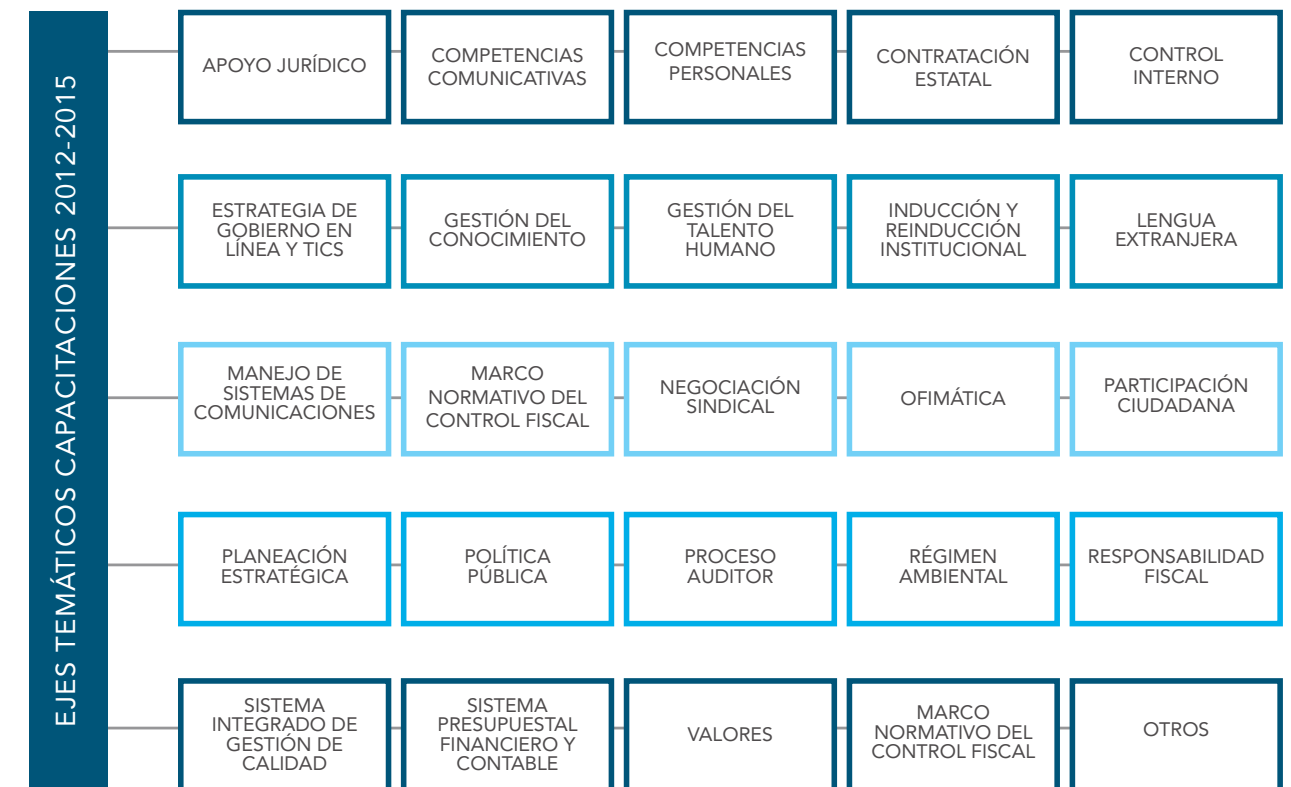 EJES TEMÁTICOS CAPACITACIONES 2012-2015
APOYO JURÍDICO
COMPETENCIAS
COMUNICATIVAS
COMPETENCIAS
PERSONALES
CONTRATACIÓN
ESTATAL
CONTROL
INTERNO
ESTRATEGIA DE
GOBIERNO EN
LÍNEA Y TICS
GESTIÓN DEL
CONOCIMIENTO
GESTIÓN DEL
TALENTO
HUMANO
INDUCCIÓN Y
REINDUCCIÓN
INSTITUCIONAL
LENGUA
EXTRANJERA
MANEJO DE
SISTEMAS DE
COMUNICACIONES
MARCO
NORMATIVO DEL
CONTROL FISCAL
NEGOCIACIÓN
SINDICAL
OFIMÁTICA
PARTICIPACIÓN
CIUDADANA
PLANEACIÓN
ESTRATÉGICA
POLÍTICA
PÚBLICA
PROCESO
AUDITOR
RÉGIMEN
AMBIENTAL
RESPONSABILIDAD
FISCAL
SISTEMA
INTEGRADO DE
GESTIÓN DE
CALIDAD
SISTEMA
PRESUPUESTAL
FINANCIERO Y
CONTABLE
VALORES
MARCO
NORMATIVO DEL
CONTROL FISCAL
OTROS